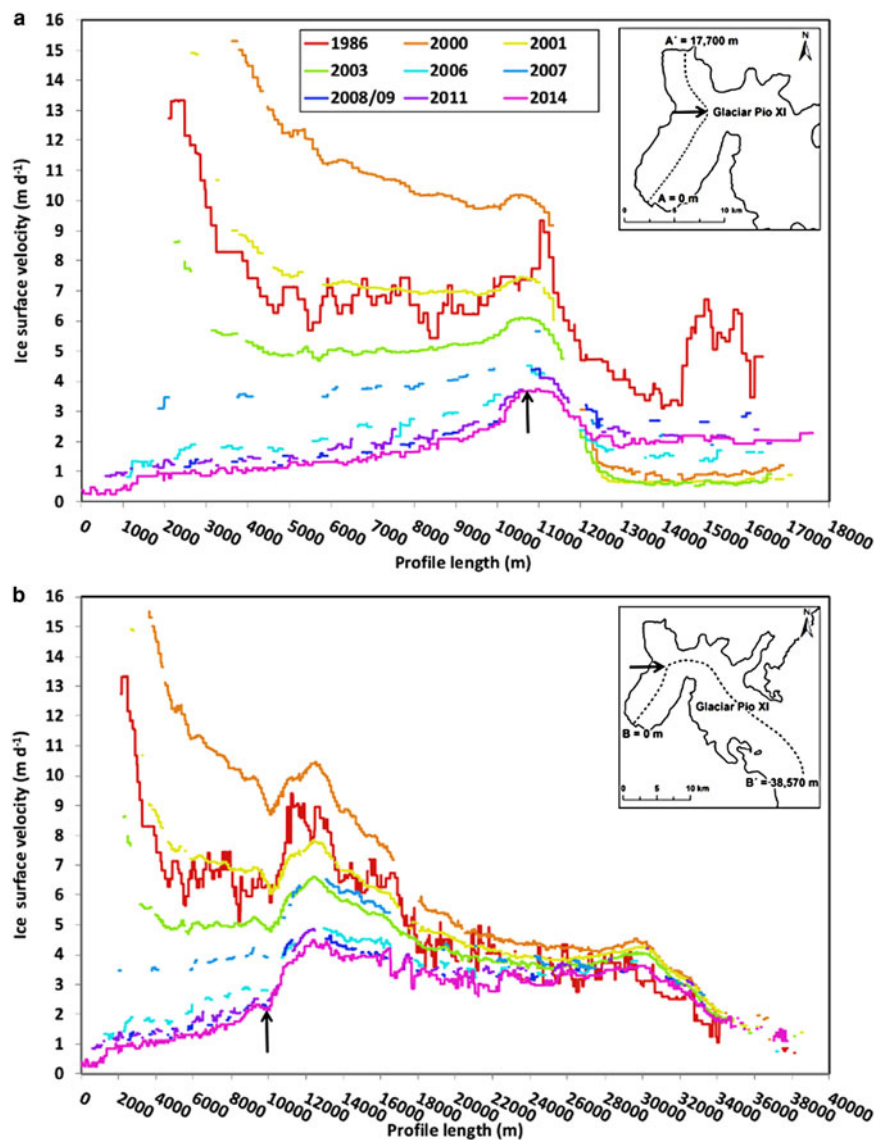 a
Ice surface velocity (m d⁻¹)
16
15
14
13
12
11
10
9
8
7
6
5
4
3
2
1
0
1986 2000 2001
2003 2006 2007
2008/09 2011 2014
A´ = 17,700 m
N
Glaciar Pio XI
A = 0 m
0 5 10 km
0 1000 2000 3000 4000 5000 6000 7000 8000 9000 10000 11000 12000 13000 14000 15000 16000 17000 18000
Profile length (m)
b
Ice surface velocity (m d⁻¹)
16
15
14
13
12
11
10
9
8
7
6
5
4
3
2
1
0
N
Glaciar Pio XI
B = 0 m
B´ = 38,570 m
0 5 10 km
0 2000 4000 6000 8000 10000 12000 14000 16000 18000 20000 22000 24000 26000 28000 30000 32000 34000 36000 38000 40000
Profile length (m)